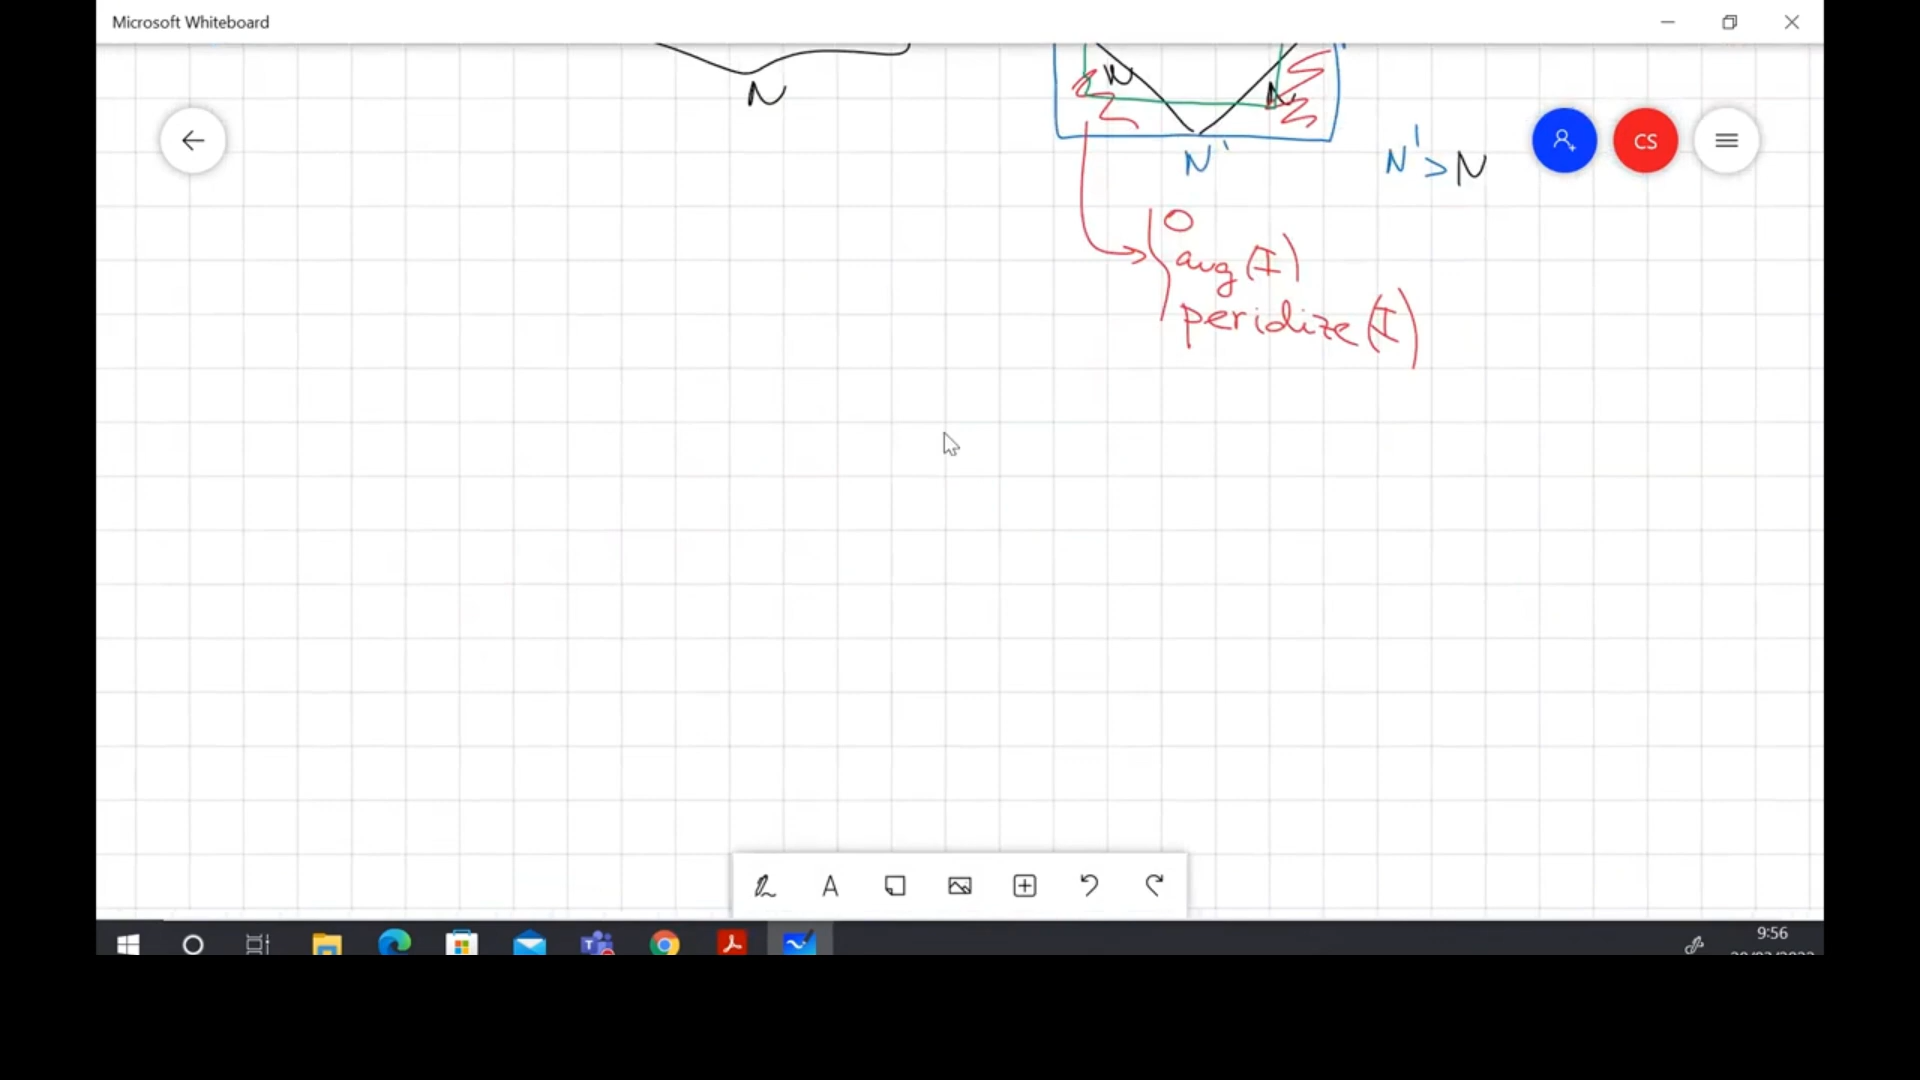 Microsoft Whiteboard
N
N
N
N'
N' > N
CS
0
avg (I)
peridize (I)
A
9:56